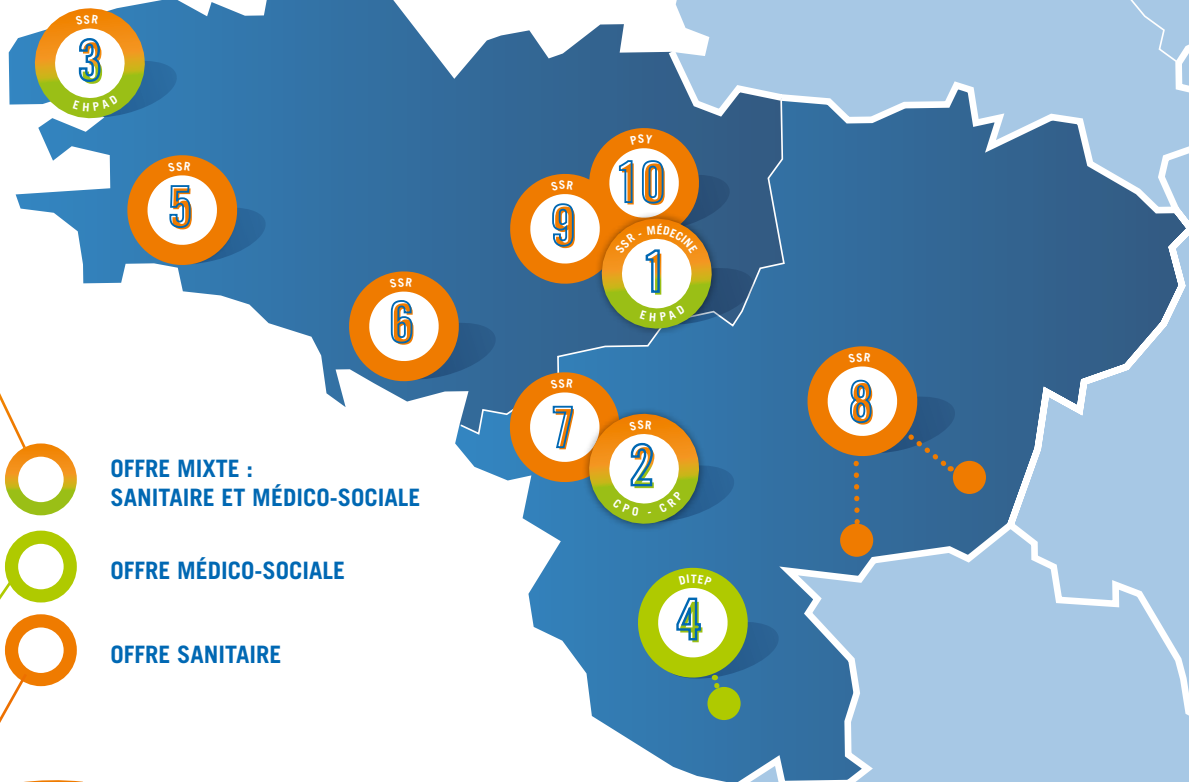 SSR
3
EHPAD
SSR
5
PSY
10
SSR
9
SSR - MÉDECINE
1
EHPAD
SSR
6
SSR
7
SSR
2
CPO - CRP
SSR
8
OFFRE MIXTE :
SANITAIRE ET MÉDICO-SOCIALE
OFFRE MÉDICO-SOCIALE
OFFRE SANITAIRE
DITEP
4